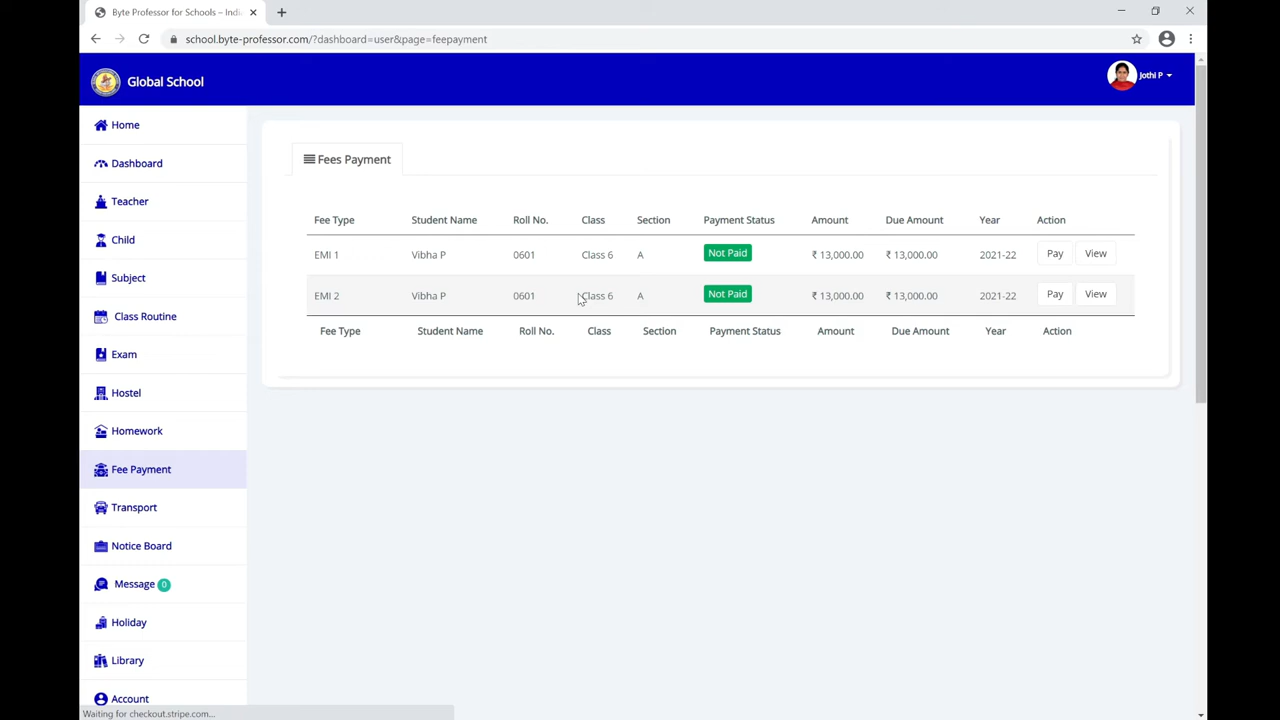 Byte Professor for Schools – Indi
school.byte-professor.com/?dashboard=user&page=feepayment
Global School
Jothi P
Home
Dashboard
Teacher
Child
Subject
Class Routine
Exam
Hostel
Homework
Fee Payment
Transport
Notice Board
Message 0
Holiday
Library
Account
Fees Payment
Fee Type Student Name Roll No. Class Section Payment Status Amount Due Amount Year Action
EMI 1 Vibha P 0601 Class 6 A Not Paid ₹ 13,000.00 ₹ 13,000.00 2021-22 Pay View
EMI 2 Vibha P 0601 Class 6 A Not Paid ₹ 13,000.00 ₹ 13,000.00 2021-22 Pay View
Fee Type Student Name Roll No. Class Section Payment Status Amount Due Amount Year Action
Waiting for checkout.stripe.com...